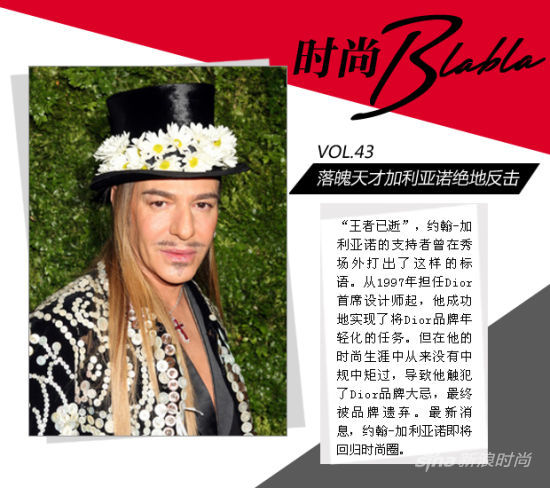 时尚Blabla
VOL.43
落魄天才加利亚诺绝地反击
“王者已逝”，约翰-加
利亚诺的支持者曾在秀
场外打出了这样的标
语。从1997年担任Dior
首席设计师起，他成功
地实现了将Dior品牌年
轻化的任务。但在他的
时尚生涯中从来没有中
规中矩过，导致他触犯
了Dior品牌大忌，最终
被品牌遗弃。最新消
息，约翰-加利亚诺即将
回归时尚圈。
sina新浪时尚